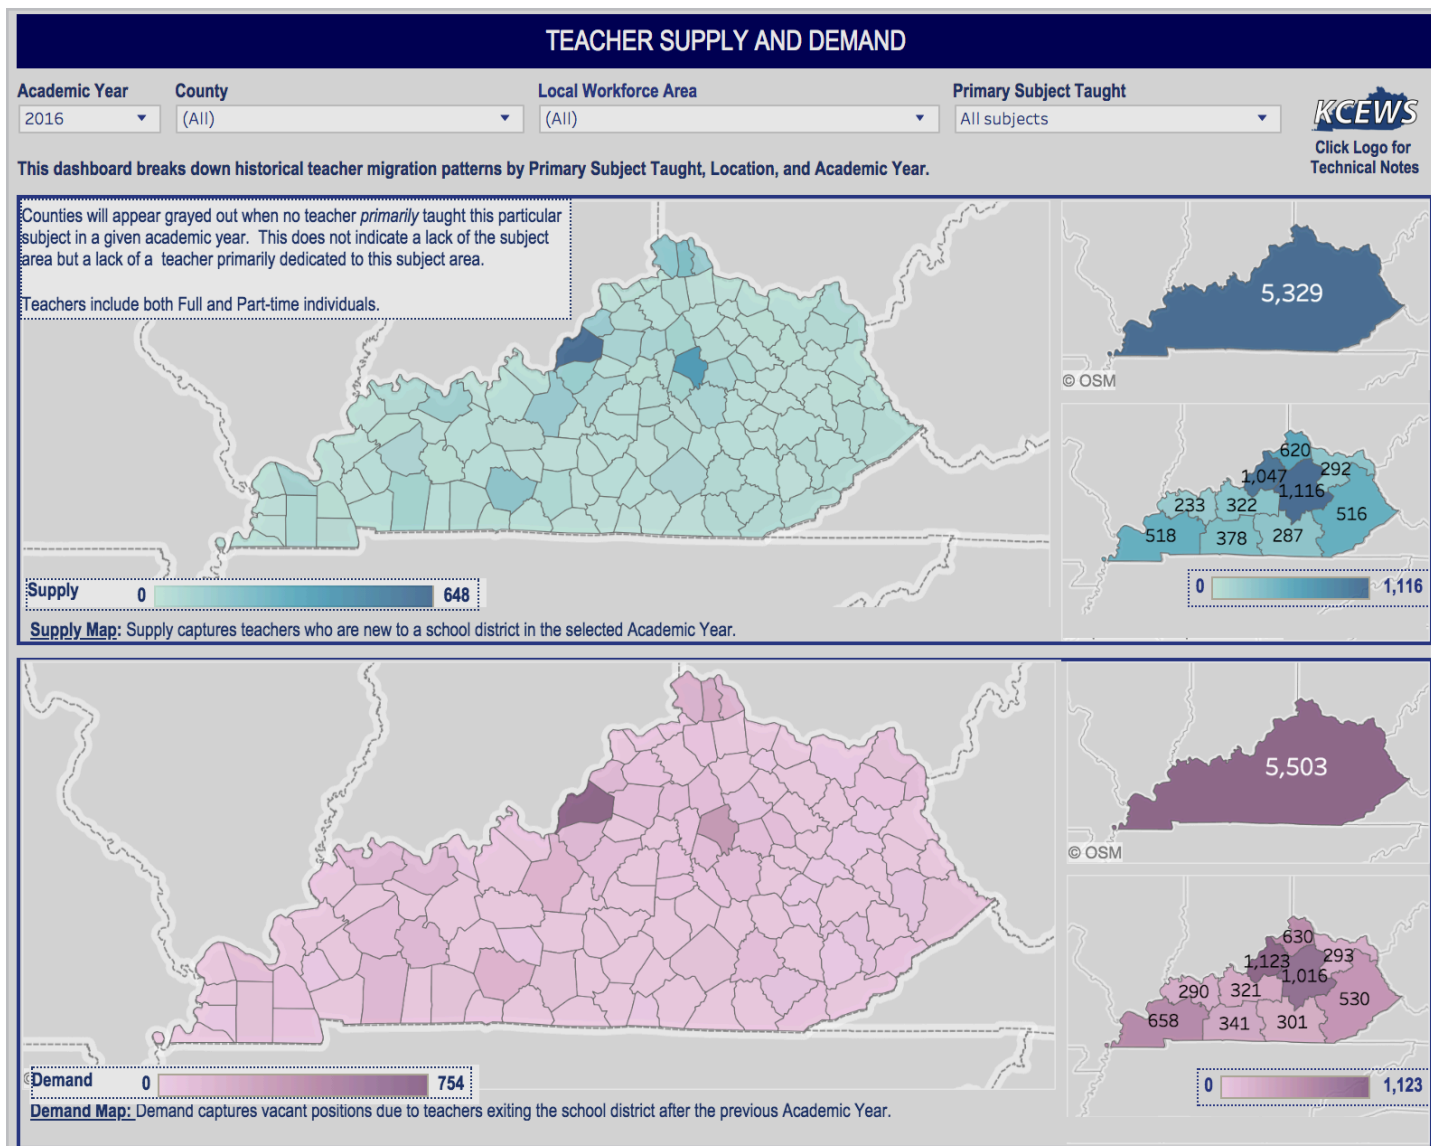 TEACHER SUPPLY AND DEMAND
Academic Year
County
Local Workforce Area
Primary Subject Taught
2016
(All)
(All)
All subjects
KCEWS
Click Logo for
Technical Notes
This dashboard breaks down historical teacher migration patterns by Primary Subject Taught, Location, and Academic Year.
Counties will appear grayed out when no teacher primarily taught this particular
subject in a given academic year. This does not indicate a lack of the subject
area but a lack of a teacher primarily dedicated to this subject area.
Teachers include both Full and Part-time individuals.
5,329
© OSM
620
1,047
292
1,116
233
322
516
518
378
287
Supply
0
648
0
1,116
Supply Map: Supply captures teachers who are new to a school district in the selected Academic Year.
5,503
© OSM
630
1,123
293
1,016
290
321
530
658
341
301
Demand
0
754
0
1,123
Demand Map: Demand captures vacant positions due to teachers exiting the school district after the previous Academic Year.